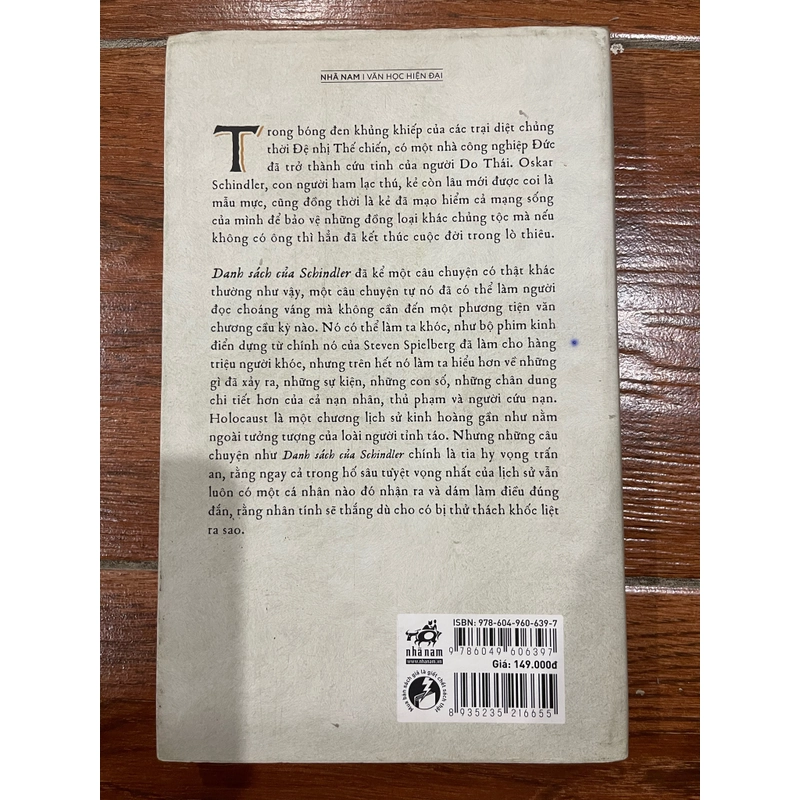 NHÃ NAM | VĂN HỌC HIỆN ĐẠI
Trong bóng đen khủng khiếp của các trại diệt chủng
thời Đệ nhị Thế chiến, có một nhà công nghiệp Đức
đã trở thành cứu tinh của người Do Thái. Oskar
Schindler, con người ham lạc thú, kẻ còn lâu mới được coi là
mẫu mực, cũng đồng thời là kẻ đã mạo hiểm cả mạng sống
của mình để bảo vệ những đồng loại khác chủng tộc mà nếu
không có ông thì hẳn đã kết thúc cuộc đời trong lò thiêu.
Danh sách của Schindler đã kể một câu chuyện có thật khác
thường như vậy, một câu chuyện tự nó đã có thể làm người
đọc choáng váng mà không cần đến một phương tiện văn
chương cầu kỳ nào. Nó có thể làm ta khóc, như bộ phim kinh
điển dựng từ chính nó của Steven Spielberg đã làm cho hàng
triệu người khóc, nhưng trên hết nó làm ta hiểu hơn về những
gì đã xảy ra, những sự kiện, những con số, những chân dung
chi tiết hơn của cả nạn nhân, thủ phạm và người cứu nạn.
Holocaust là một chương lịch sử kinh hoàng gần như nằm
ngoài tưởng tượng của loài người tỉnh táo. Nhưng những câu
chuyện như Danh sách của Schindler chính là tia hy vọng trấn
an, rằng ngay cả trong hố sâu tuyệt vọng nhất của lịch sử vẫn
luôn có một cá nhân nào đó nhận ra và dám làm điều đúng
đắn, rằng nhân tính sẽ thắng dù cho có bị thử thách khốc liệt
ra sao.
ISBN: 978-604-960-639-7
9 786049 606397
nhã nam
www.nhanam.vn
Giá: 149.000đ
Mua bán sách giả là giết chết sách thật
8 935235 216655